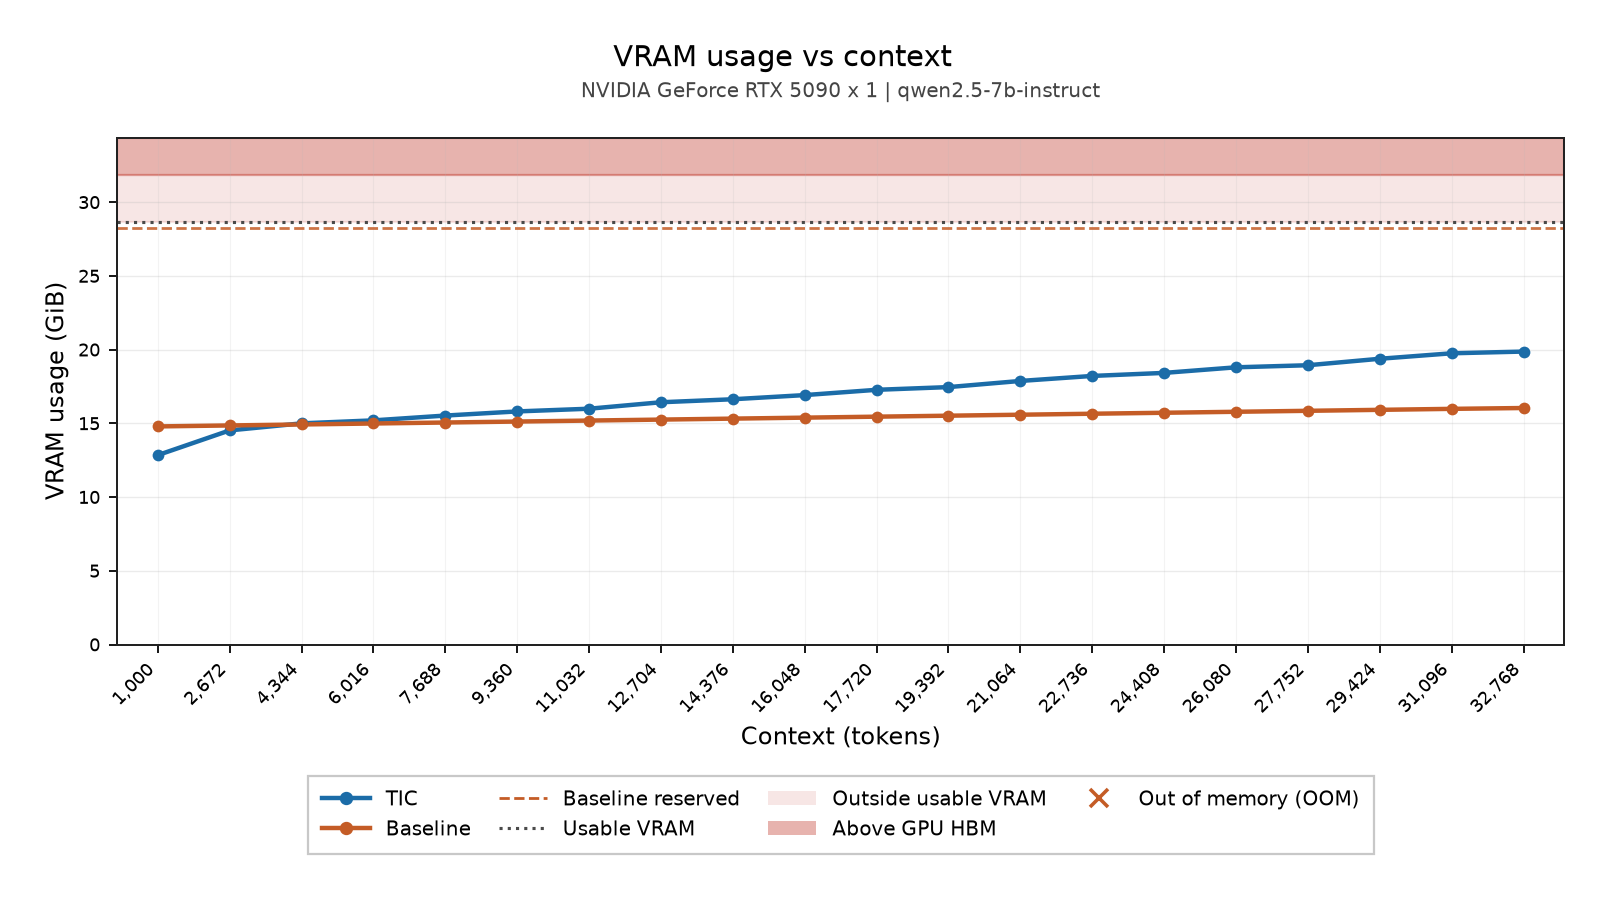 VRAM usage vs context
NVIDIA GeForce RTX 5090 x 1 | qwen2.5-7b-instruct
VRAM usage (GiB)
30
25
20
15
10
5
0
1,000
2,672
4,344
6,016
7,688
9,360
11,032
12,704
14,376
16,048
17,720
19,392
21,064
22,736
24,408
26,080
27,752
29,424
31,096
32,768
Context (tokens)
TIC
Baseline
Baseline reserved
Usable VRAM
Outside usable VRAM
Above GPU HBM
Out of memory (OOM)